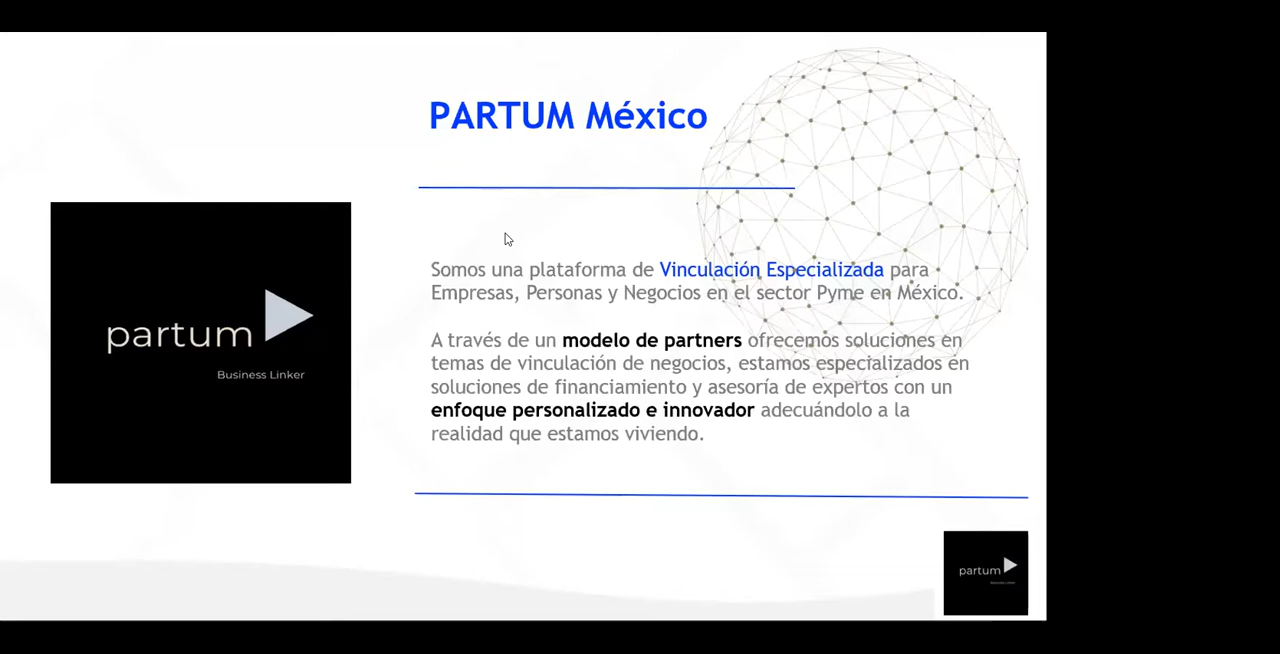 PARTUM México
partum
Business Linker
Somos una plataforma de Vinculación Especializada para
Empresas, Personas y Negocios en el sector Pyme en México.
A través de un modelo de partners ofrecemos soluciones en
temas de vinculación de negocios, estamos especializados en
soluciones de financiamiento y asesoría de expertos con un
enfoque personalizado e innovador adecuándolo a la
realidad que estamos viviendo.
partum